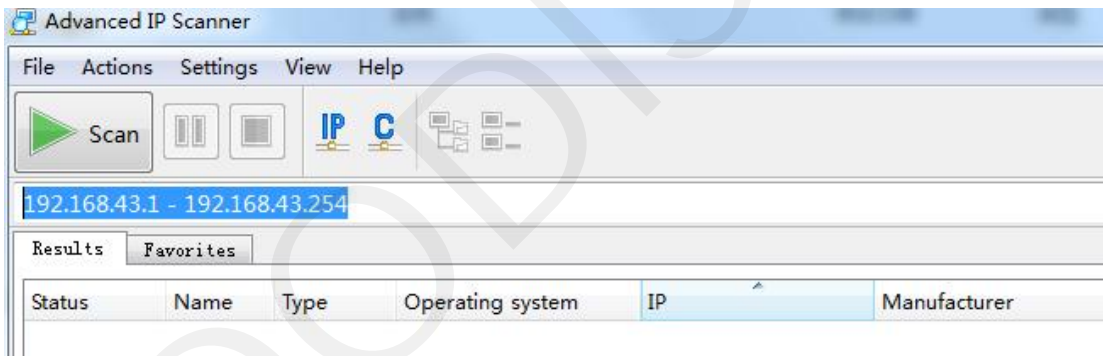 Advanced IP Scanner
File Actions Settings View Help
Scan IP C
192.168.43.1 - 192.168.43.254
Results Favorites
Status Name Type Operating system IP Manufacturer